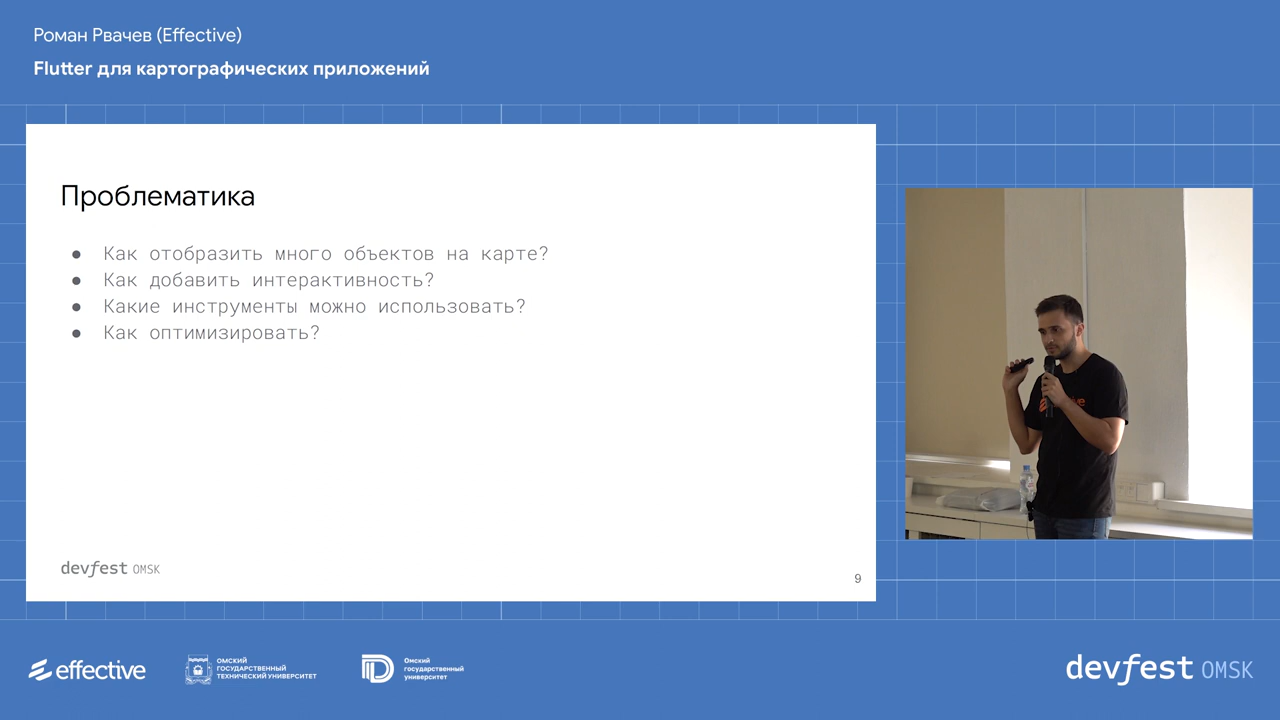 Роман Рвачев (Effective)
Flutter для картографических приложений
Проблематика
● Как отобразить много объектов на карте?
● Как добавить интерактивность?
● Какие инструменты можно использовать?
● Как оптимизировать?
devfest OMSK
9
effective
ОМСКИЙ
ГОСУДАРСТВЕННЫЙ
ТЕХНИЧЕСКИЙ УНИВЕРСИТЕТ
Омский
государственный
университет
devfest OMSK